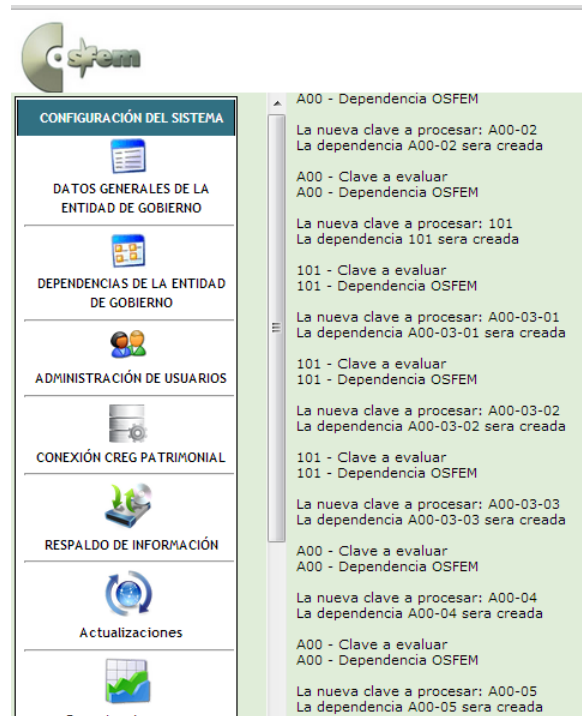 osfem
CONFIGURACIÓN DEL SISTEMA
DATOS GENERALES DE LA
ENTIDAD DE GOBIERNO
DEPENDENCIAS DE LA ENTIDAD
DE GOBIERNO
ADMINISTRACIÓN DE USUARIOS
CONEXIÓN CREG PATRIMONIAL
RESPALDO DE INFORMACIÓN
Actualizaciones
A00 - Dependencia OSFEM
La nueva clave a procesar: A00-02
La dependencia A00-02 sera creada
A00 - Clave a evaluar
A00 - Dependencia OSFEM
La nueva clave a procesar: 101
La dependencia 101 sera creada
101 - Clave a evaluar
101 - Dependencia OSFEM
La nueva clave a procesar: A00-03-01
La dependencia A00-03-01 sera creada
101 - Clave a evaluar
101 - Dependencia OSFEM
La nueva clave a procesar: A00-03-02
La dependencia A00-03-02 sera creada
101 - Clave a evaluar
101 - Dependencia OSFEM
La nueva clave a procesar: A00-03-03
La dependencia A00-03-03 sera creada
A00 - Clave a evaluar
A00 - Dependencia OSFEM
La nueva clave a procesar: A00-04
La dependencia A00-04 sera creada
A00 - Clave a evaluar
A00 - Dependencia OSFEM
La nueva clave a procesar: A00-05
La dependencia A00-05 sera creada